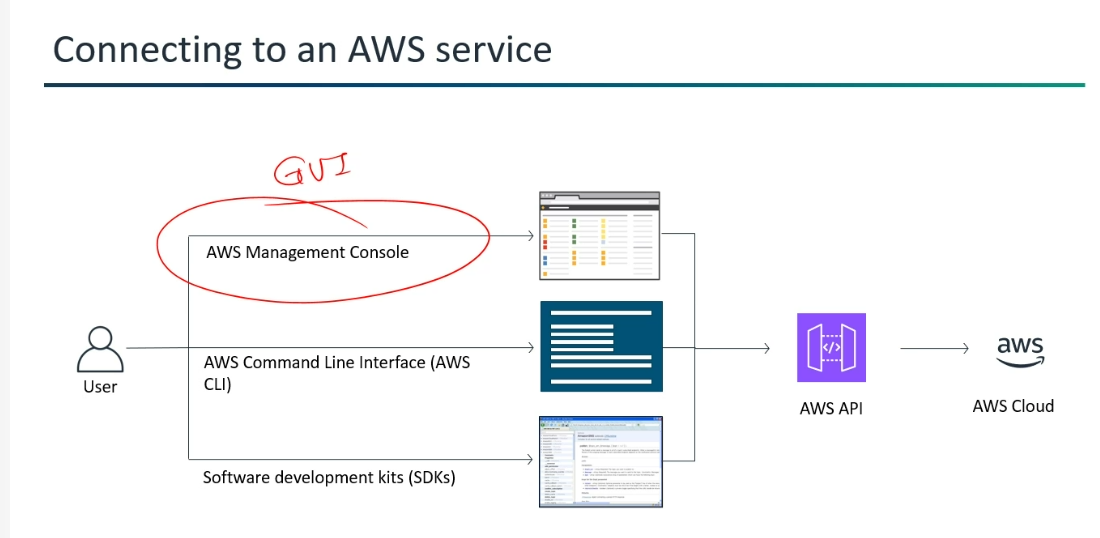 Connecting to an AWS service
GUI
AWS Management Console
AWS Command Line Interface (AWS
CLI)
Software development kits (SDKs)
User
AWS API
aws
AWS Cloud